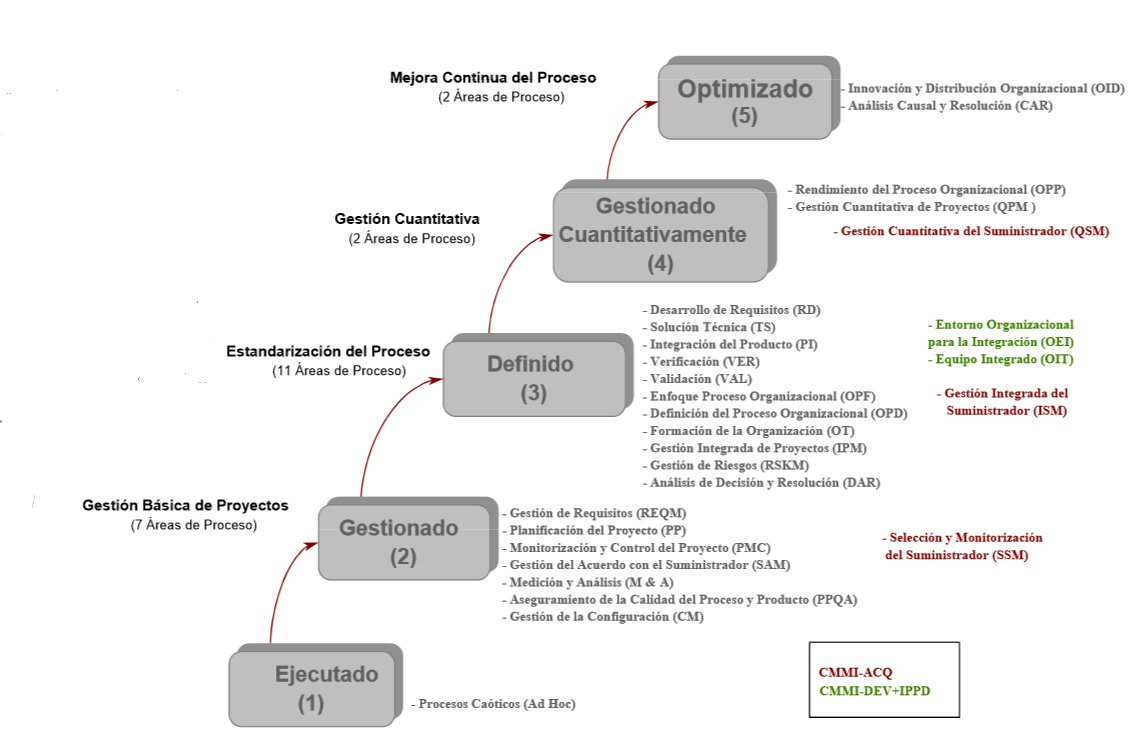 Mejora Continua del Proceso
(2 Áreas de Proceso)
Optimizado
(5)
- Innovación y Distribución Organizacional (OID)
- Análisis Causal y Resolución (CAR)
Gestión Cuantitativa
(2 Áreas de Proceso)
Gestionado
Cuantitativamente
(4)
- Rendimiento del Proceso Organizacional (OPP)
- Gestión Cuantitativa de Proyectos (QPM )
- Gestión Cuantitativa del Suministrador (QSM)
Estandarización del Proceso
(11 Áreas de Proceso)
Definido
(3)
- Desarrollo de Requisitos (RD)
- Solución Técnica (TS)
- Integración del Producto (PI)
- Verificación (VER)
- Validación (VAL)
- Enfoque Proceso Organizacional (OPF)
- Definición del Proceso Organizacional (OPD)
- Formación de la Organización (OT)
- Gestión Integrada de Proyectos (IPM)
- Gestión de Riesgos (RSKM)
- Análisis de Decisión y Resolución (DAR)
- Entorno Organizacional
para la Integración (OEI)
- Equipo Integrado (OIT)
- Gestión Integrada del
Suministrador (ISM)
Gestión Básica de Proyectos
(7 Áreas de Proceso)
Gestionado
(2)
- Gestión de Requisitos (REQM)
- Planificación del Proyecto (PP)
- Monitorización y Control del Proyecto (PMC)
- Gestión del Acuerdo con el Suministrador (SAM)
- Medición y Análisis (M & A)
- Aseguramiento de la Calidad del Proceso y Producto (PPQA)
- Gestión de la Configuración (CM)
- Selección y Monitorización
del Suministrador (SSM)
Ejecutado
(1)
- Procesos Caóticos (Ad Hoc)
CMMI-ACQ
CMMI-DEV+IPPD